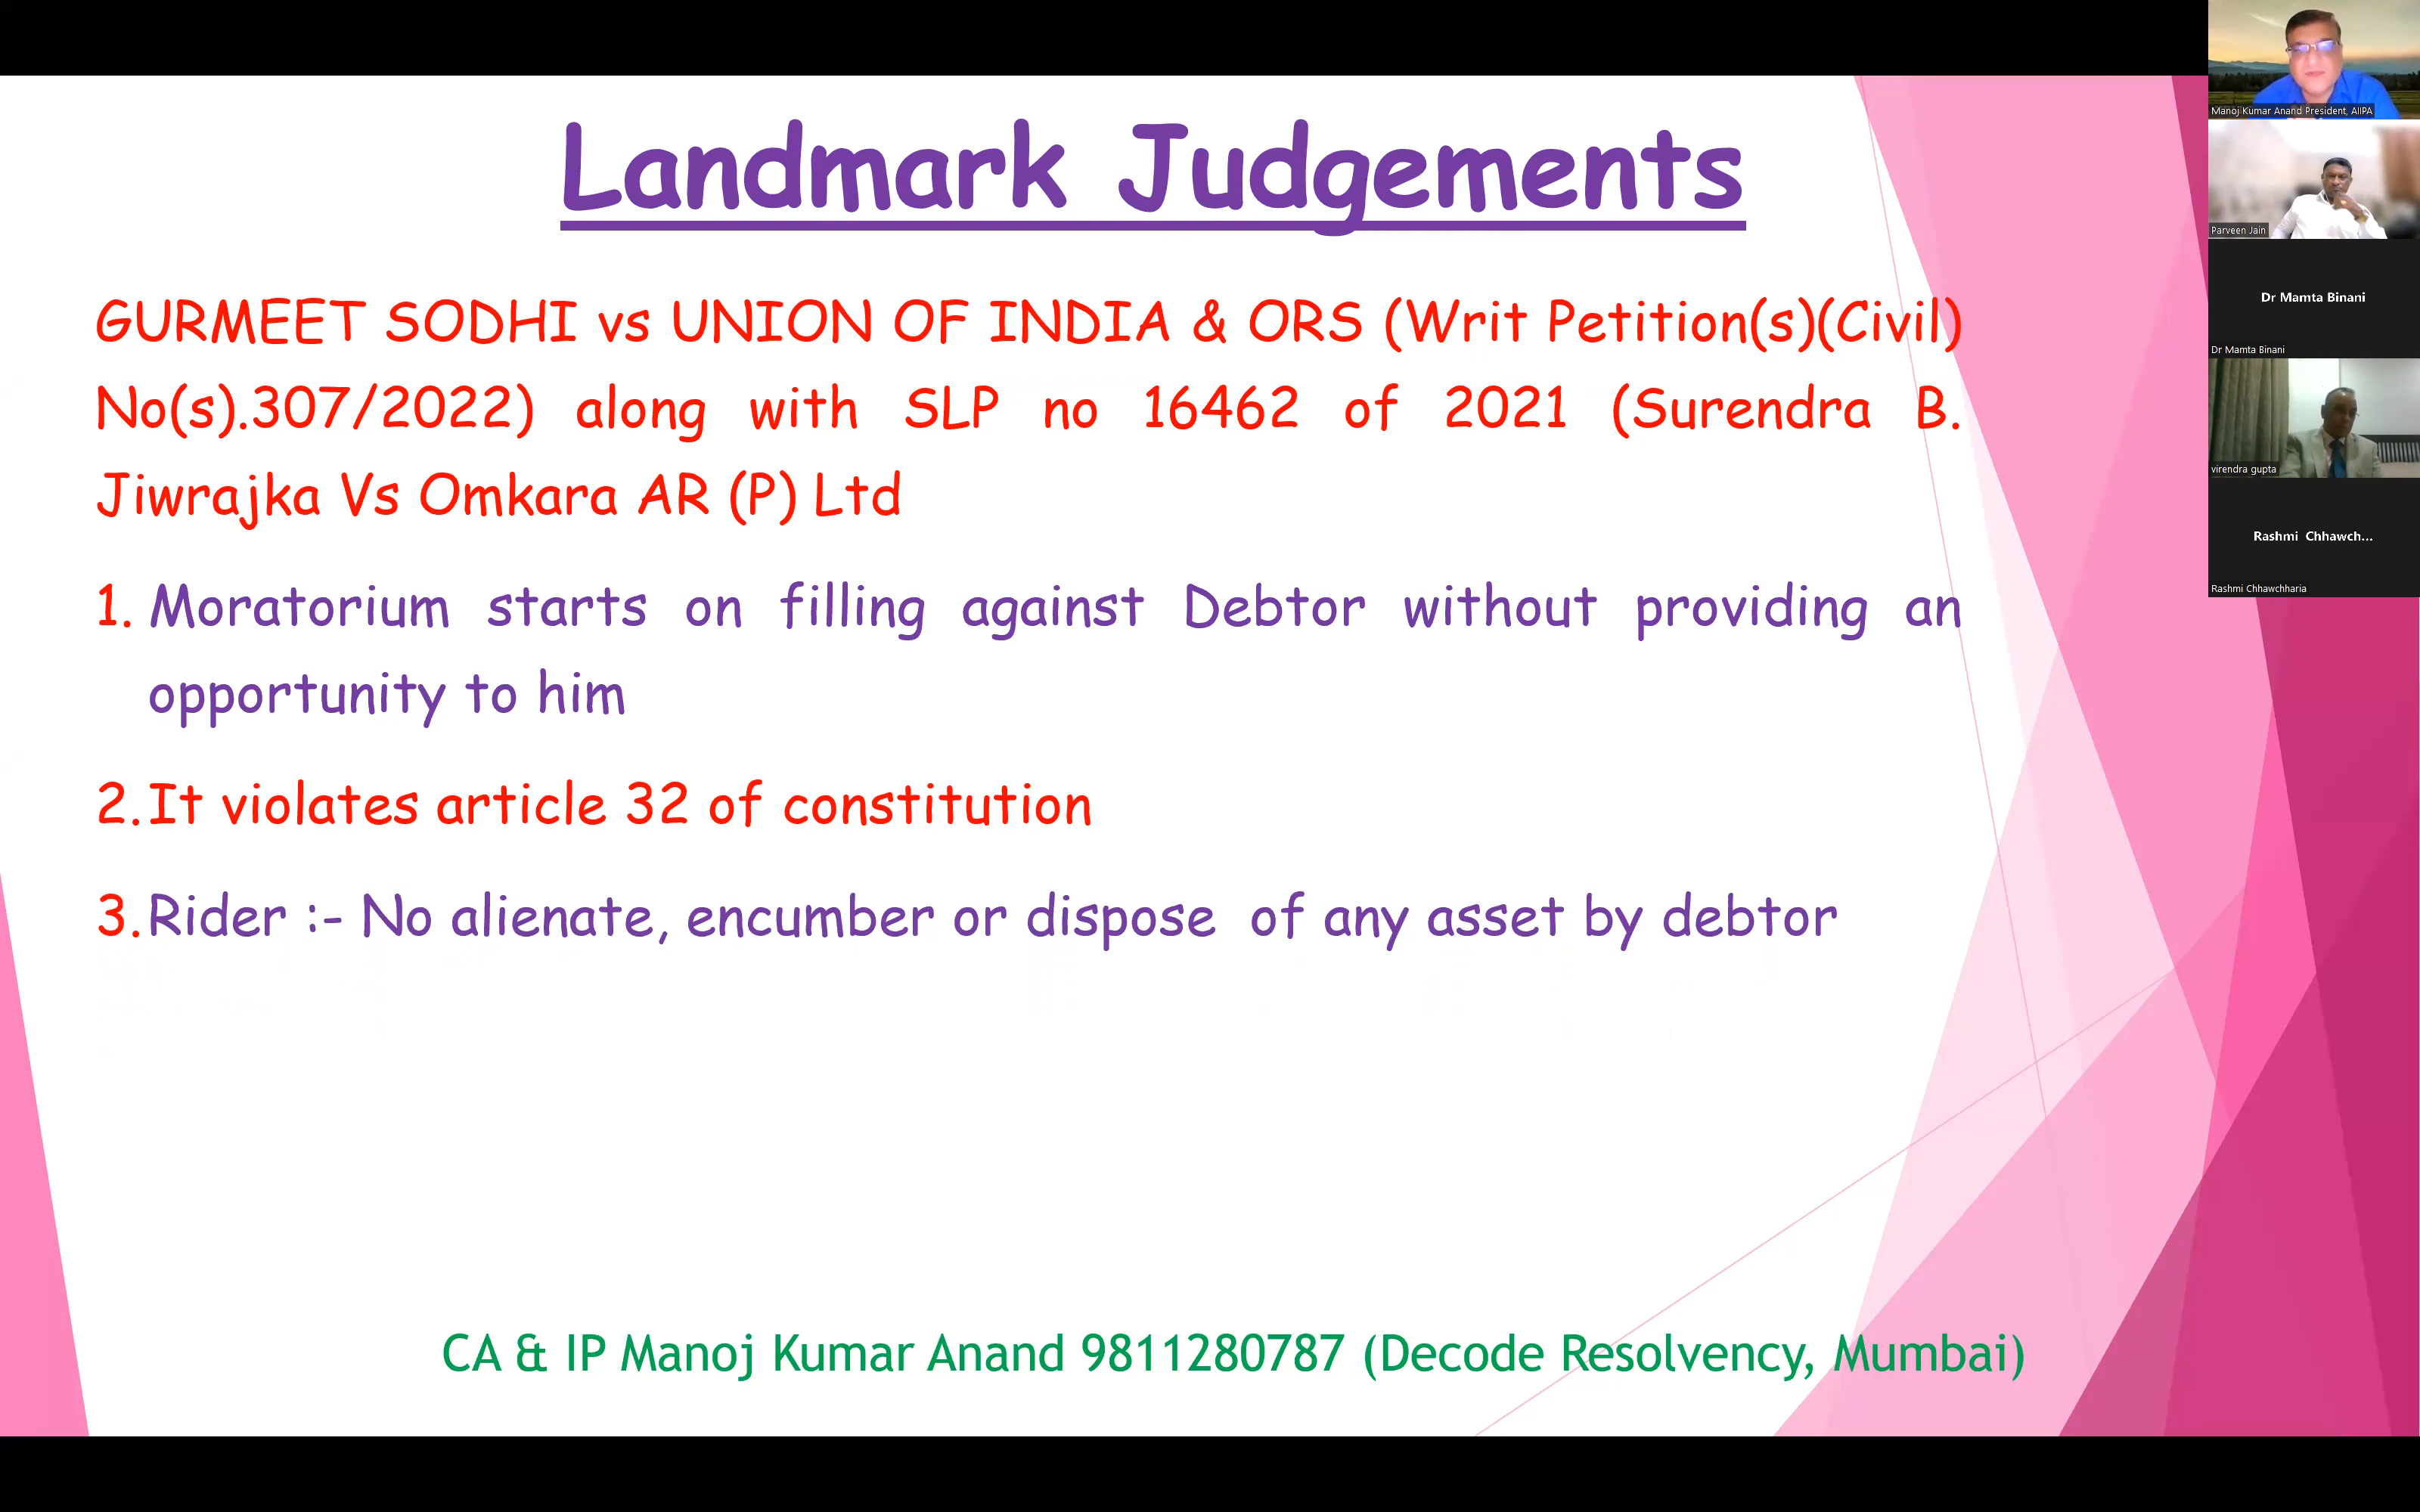 Landmark Judgements
GURMEET SODHI vs UNION OF INDIA & ORS (Writ Petition(s)(Civil)
No(s).307/2022) along with SLP no 16462 of 2021 (Surendra B.
Jiwrajka Vs Omkara AR (P) Ltd
1. Moratorium starts on filling against Debtor without providing an
opportunity to him
2. It violates article 32 of constitution
3. Rider :- No alienate, encumber or dispose of any asset by debtor
CA & IP Manoj Kumar Anand 9811280787 (Decode Resolvency, Mumbai)
Manoj Kumar Anand President, AIIPA
Parveen Jain
Dr Mamta Binani
Dr Mamta Binani
virendra gupta
Rashmi Chhawch...
Rashmi Chhawchharia